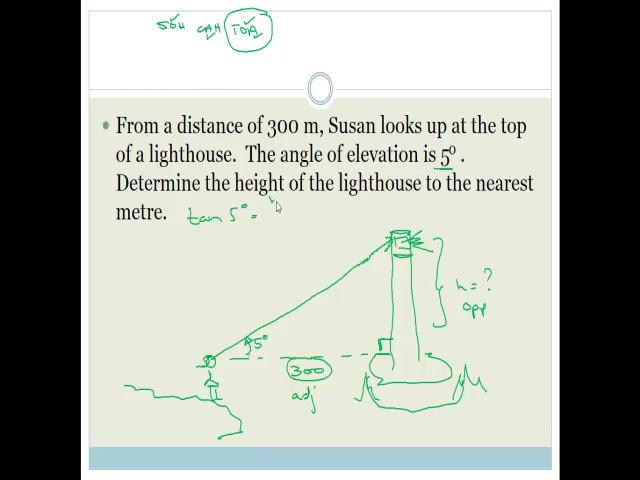 SOH CAH TOA
• From a distance of 300 m, Susan looks up at the top
of a lighthouse. The angle of elevation is 5⁰ .
Determine the height of the lighthouse to the nearest
metre. tan 5° =
h = ?
opp
5°
300
adj